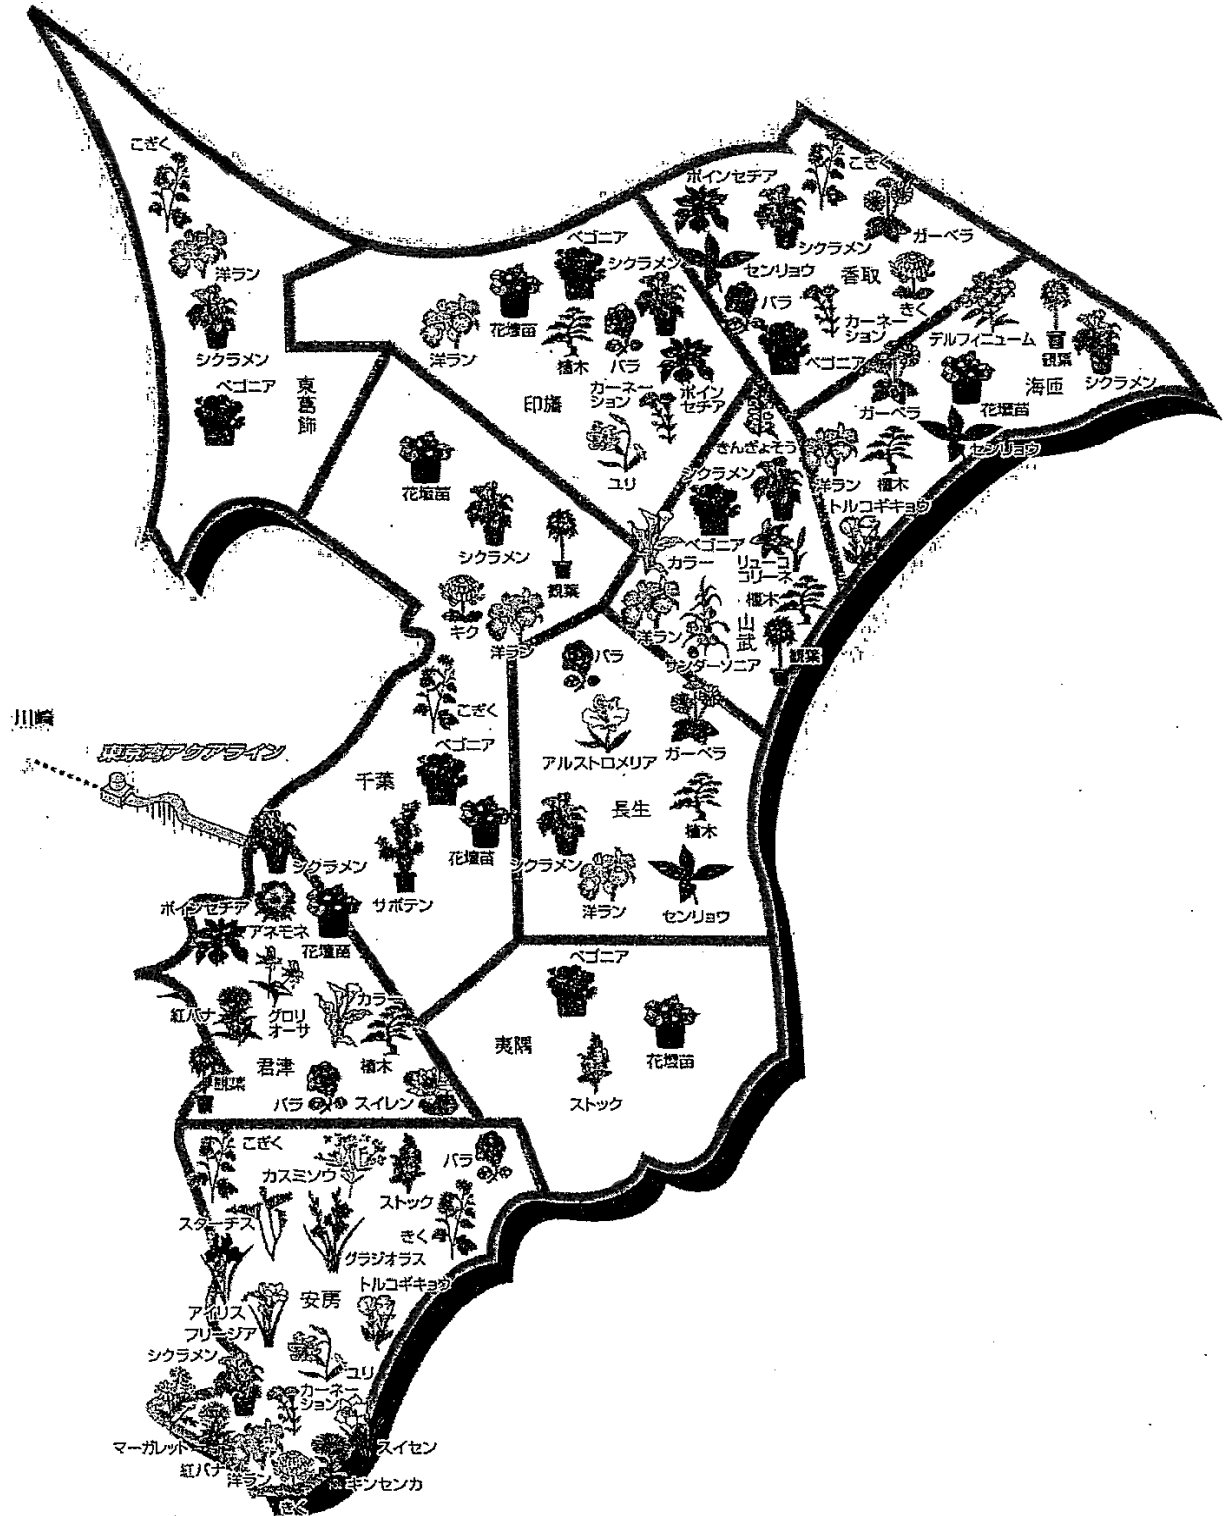 こぎく
洋ラン
シクラメン
ベゴニア
東葛飾
ベゴニア
シクラメン
花壇苗
洋ラン
植木
バラ
ポイン
セチア
カーネー
ション
印旛
ユリ
ポインセチア
こぎく
シクラメン
ガーベラ
センリョウ
香取
きく
バラ
カーネー
ション
ベゴニア
デルフィニューム
観葉
シクラメン
海匝
ガーベラ
花壇苗
センリョウ
洋ラン
植木
トルコギキョウ
きんぎょそう
シクラメン
ベゴニア
カラー
リューコ
コリーネ
植木
山武
洋ラン
サンダーソニア
観葉
花壇苗
シクラメン
観葉
キク
洋ラン
こぎく
ベゴニア
千葉
花壇苗
サボテン
バラ
ガーベラ
アルストロメリア
長生
植木
シクラメン
洋ラン
センリョウ
川崎
東京湾アクアライン
シクラメン
ポインセチア
アネモネ
花壇苗
紅バナ
グロリ
オーサ
カラー
植木
君津
観葉
バラ
スイレン
ベゴニア
花壇苗
夷隅
ストック
こぎく
カスミソウ
ストック
バラ
スターチス
グラジオラス
きく
トルコギキョウ
アイリス
安房
フリージア
シクラメン
ユリ
カーネー
ション
マーガレット
スイセン
紅バナ
洋ラン
キンセンカ
きく